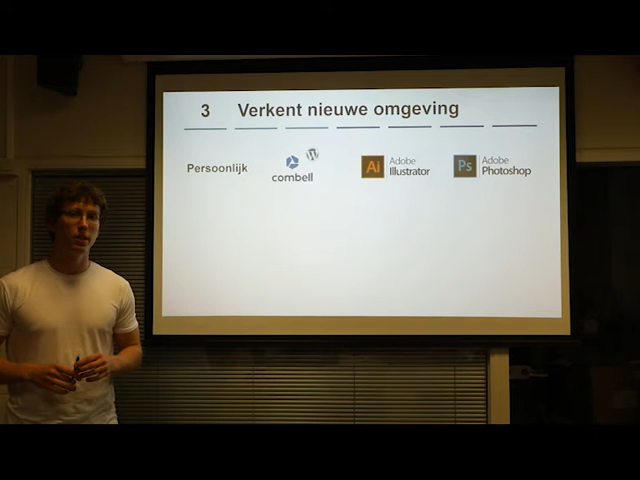 3 Verkent nieuwe omgeving
Persoonlijk
combell
Ai Adobe Illustrator
Ps Adobe Photoshop